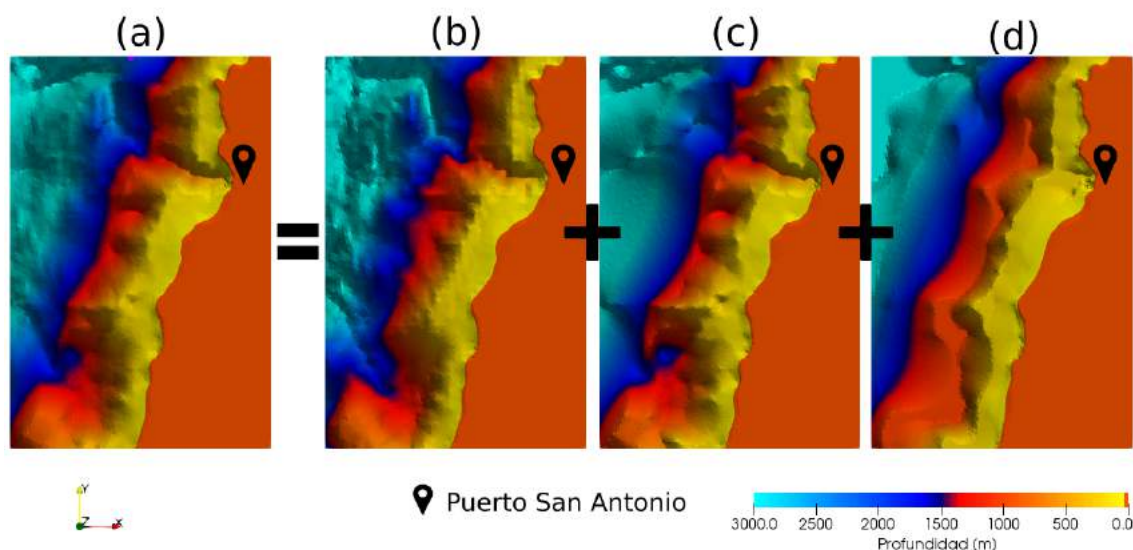 (a) (b) (c) (d)
= + +
Y
Z X
Puerto San Antonio
3000.0 2500 2000 1500 1000 500 0.0
Profundidad (m)